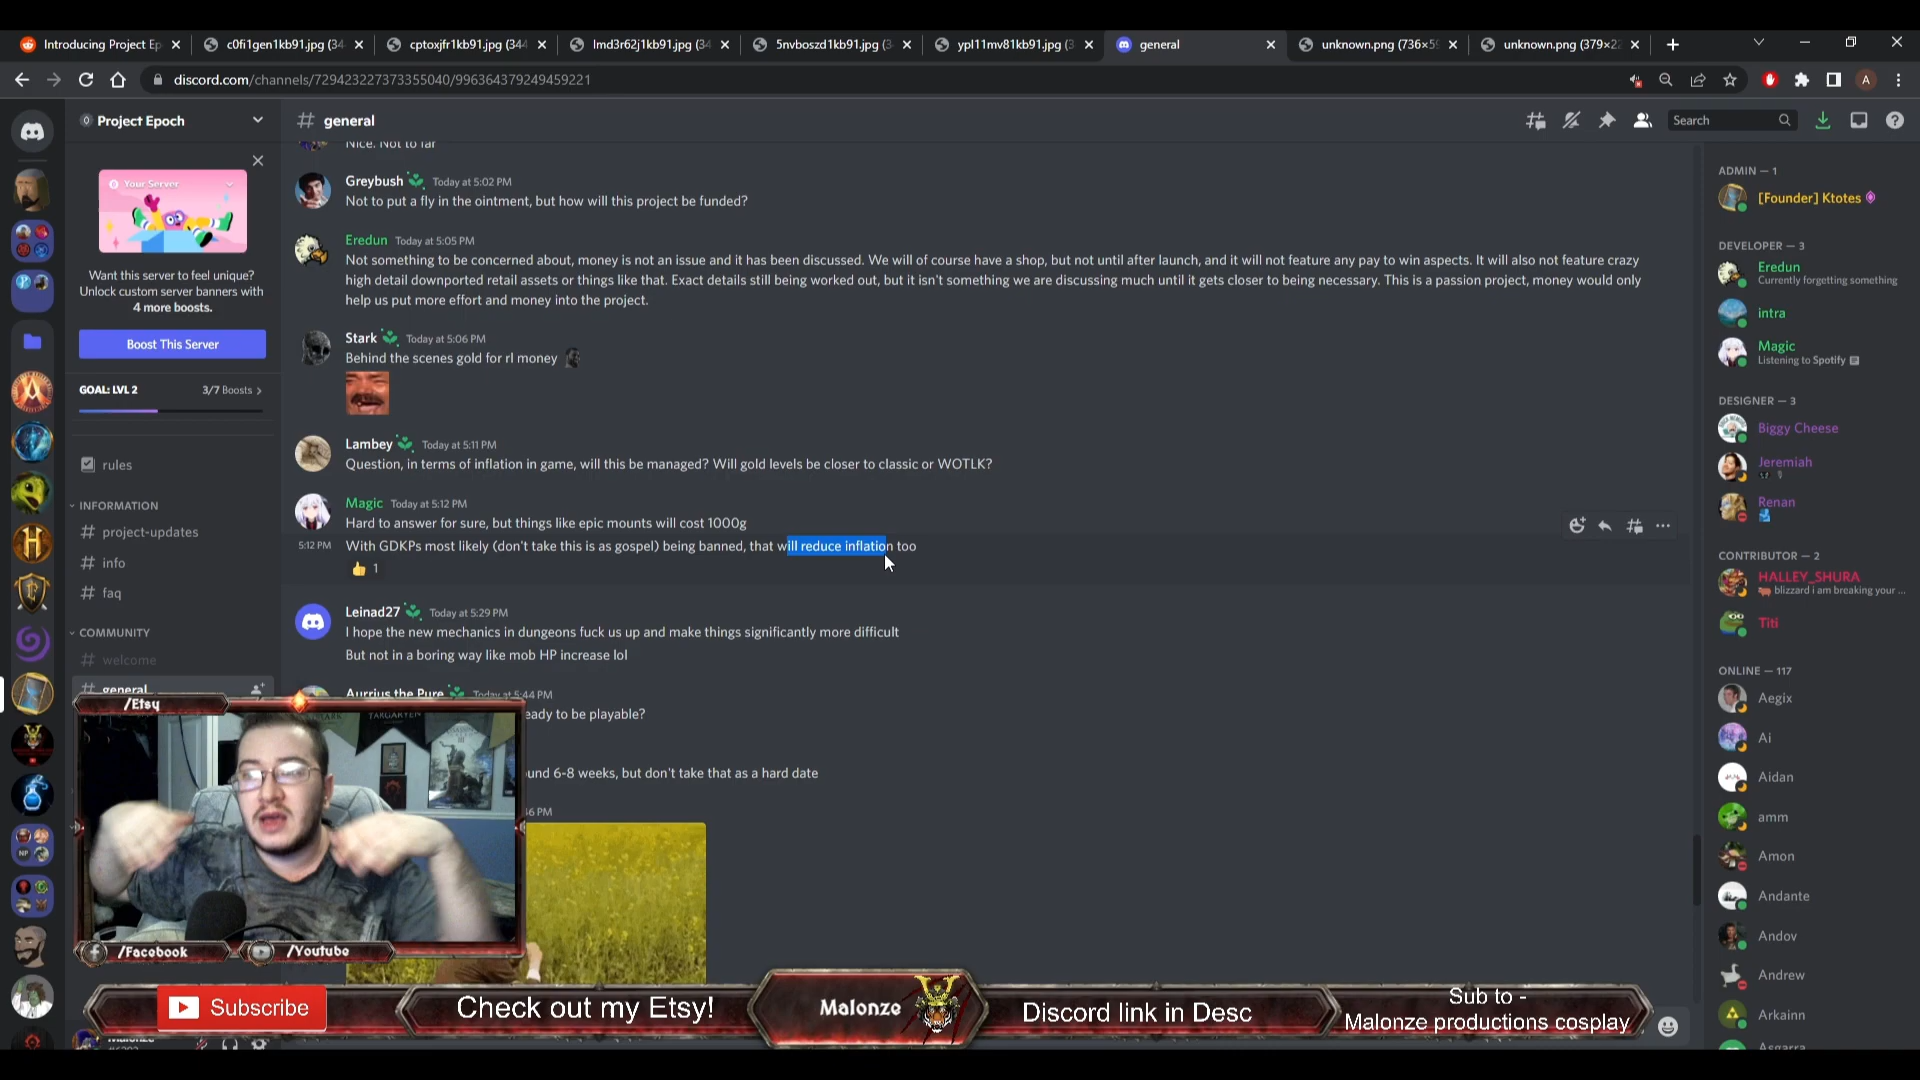 Introducing Project Ep
c0fi1gen1kb91.jpg (34
cptoxjfr1kb91.jpg (344
lmd3r62j1kb91.jpg (34
5nvboszd1kb91.jpg (3
ypl11mv81kb91.jpg (3
general
unknown.png (736×59
unknown.png (379×22
discord.com/channels/729423227373355040/996364379249459221
A
Project Epoch
# general
Search
Your Server
Want this server to feel unique?
Unlock custom server banners with
4 more boosts.
Boost This Server
GOAL: LVL 2
3/7 Boosts >
rules
INFORMATION
# project-updates
# info
# faq
COMMUNITY
# welcome
# general
Nice. Not to far
Greybush Today at 5:02 PM
Not to put a fly in the ointment, but how will this project be funded?
Eredun Today at 5:05 PM
Not something to be concerned about, money is not an issue and it has been discussed. We will of course have a shop, but not until after launch, and it will not feature any pay to win aspects. It will also not feature crazy
high detail downported retail assets or things like that. Exact details still being worked out, but it isn't something we are discussing much until it gets closer to being necessary. This is a passion project, money would only
help us put more effort and money into the project.
Stark Today at 5:06 PM
Behind the scenes gold for rl money
Lambey Today at 5:11 PM
Question, in terms of inflation in game, will this be managed? Will gold levels be closer to classic or WOTLK?
Magic Today at 5:12 PM
Hard to answer for sure, but things like epic mounts will cost 1000g
5:12 PM With GDKPs most likely (don't take this is as gospel) being banned, that will reduce inflation too
1
Leinad27 Today at 5:29 PM
I hope the new mechanics in dungeons fuck us up and make things significantly more difficult
But not in a boring way like mob HP increase lol
Aurrius the Pure Today at 5:44 PM
eady to be playable?
und 6-8 weeks, but don't take that as a hard date
46 PM
ADMIN — 1
[Founder] Ktotes
DEVELOPER — 3
Eredun
Currently forgetting something
intra
Magic
Listening to Spotify
DESIGNER — 3
Biggy Cheese
Jeremiah
Renan
CONTRIBUTOR — 2
HALLEY_SHURA
blizzard i am breaking your ...
Titi
ONLINE — 117
Aegix
Ai
Aidan
amm
Amon
Andante
Andov
Andrew
Arkainn
Asgarra
/Etsy
TARGARYEN
/Facebook
/Youtube
Subscribe
Check out my Etsy!
Malonze
Discord link in Desc
Sub to -
Malonze productions cosplay
Malonze